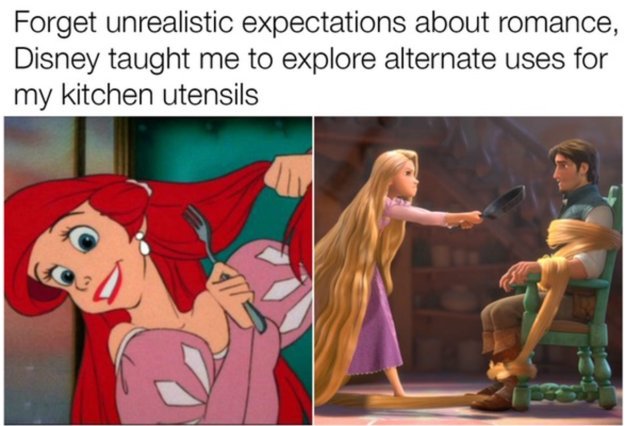 Forget unrealistic expectations about romance,
Disney taught me to explore alternate uses for
my kitchen utensils